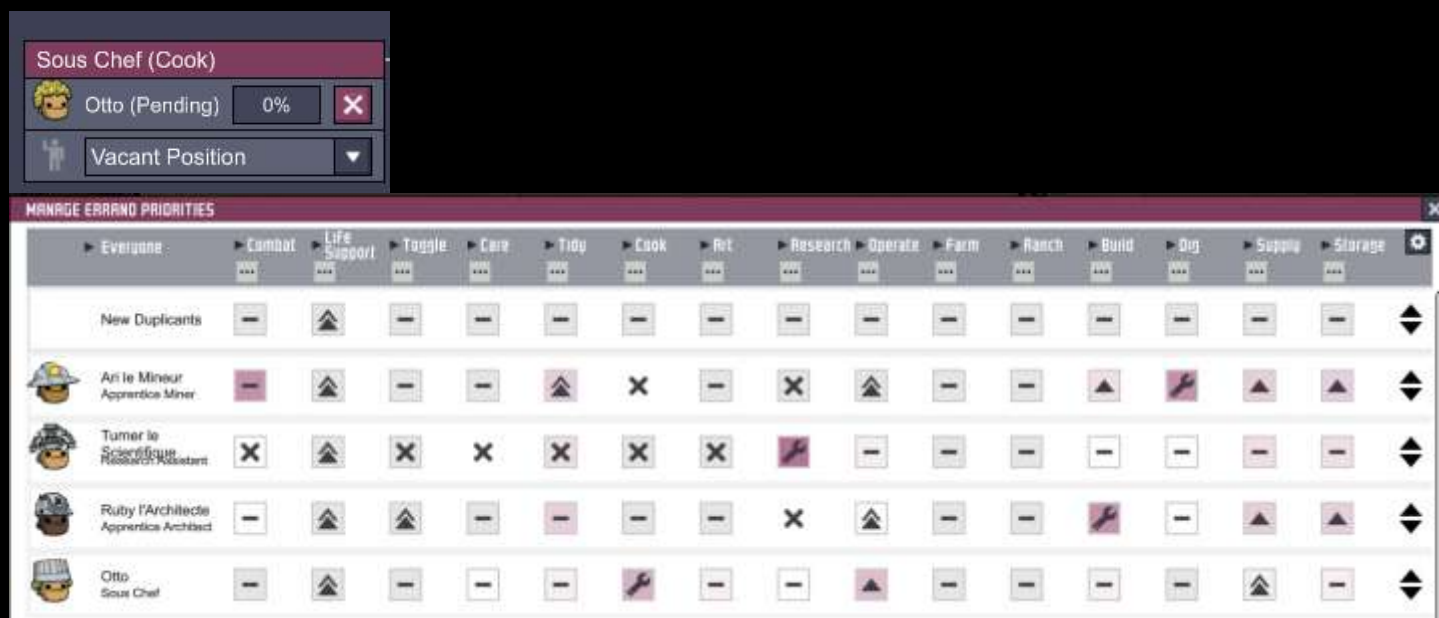 Sous Chef (Cook)
Otto (Pending) 0%
Vacant Position
MANAGE ERRAND PRIORITIES
Everyone Combat Life Support Toggle Care Tidy Cook Art Research Operate Farm Ranch Build Dig Supply Storage
New Duplicants
Ari le Mineur
Apprentice Miner
Turner le
Scientifique
Research Assistant
Ruby l'Architecte
Apprentice Architect
Otto
Sous Chef